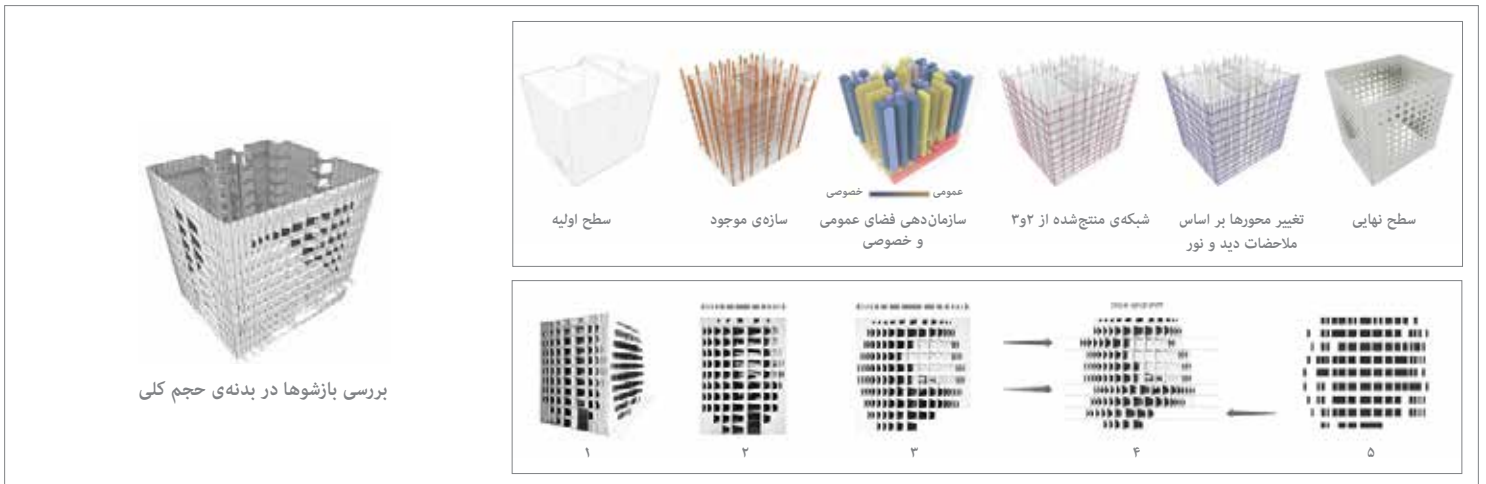 خصوصی
عمومی
سطح اولیه
سازه‌ی موجود
سازمان‌دهی فضای عمومی
و خصوصی
شبکه‌ی منتج‌شده از ۲و۳
تغییر محورها بر اساس
ملاحضات دید و نور
سطح نهایی
بررسی بازشوها در بدنه‌ی حجم کلی
۱
۲
۳
۴
۵